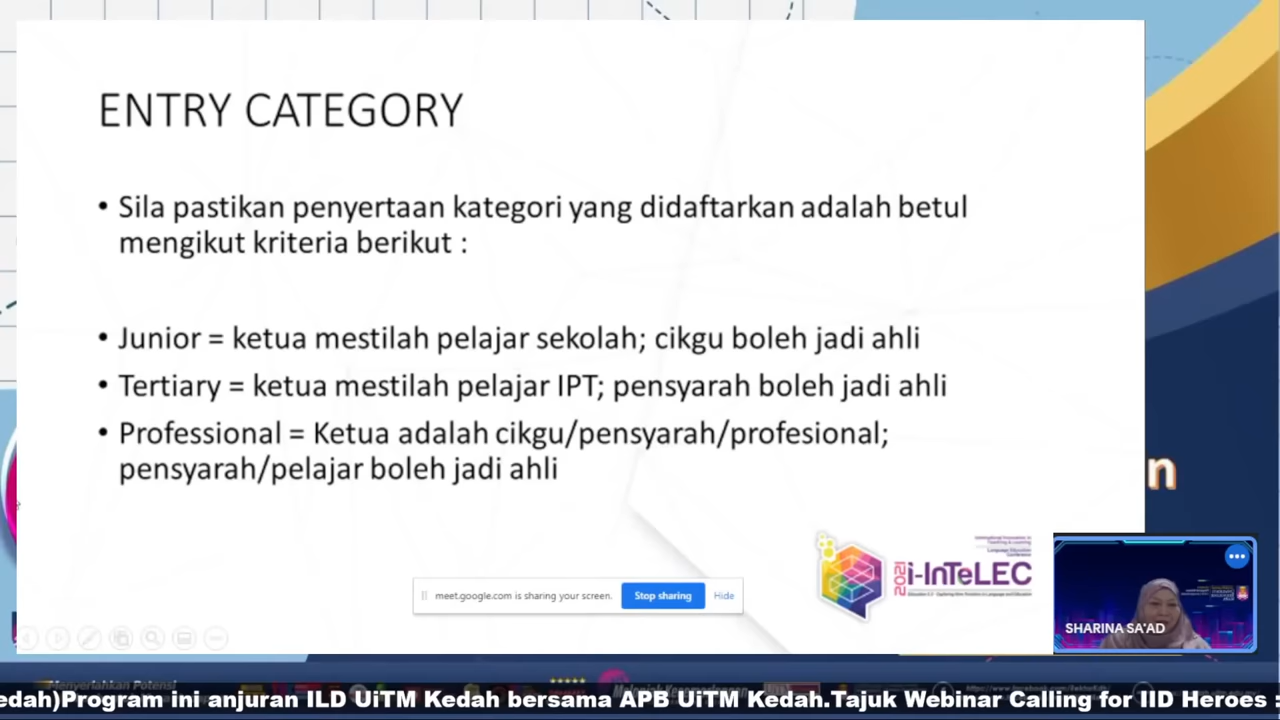 ENTRY CATEGORY
• Sila pastikan penyertaan kategori yang didaftarkan adalah betul
mengikut kriteria berikut :
• Junior = ketua mestilah pelajar sekolah; cikgu boleh jadi ahli
• Tertiary = ketua mestilah pelajar IPT; pensyarah boleh jadi ahli
• Professional = Ketua adalah cikgu/pensyarah/profesional;
pensyarah/pelajar boleh jadi ahli
n
2021 i-InTeLEC
meet.google.com is sharing your screen. Stop sharing Hide
SHARINA SA'AD
Menyerlahkan Potensi
edah)Program ini anjuran ILD UiTM Kedah bersama APB UiTM Kedah.Tajuk Webinar Calling for IID Heroes :